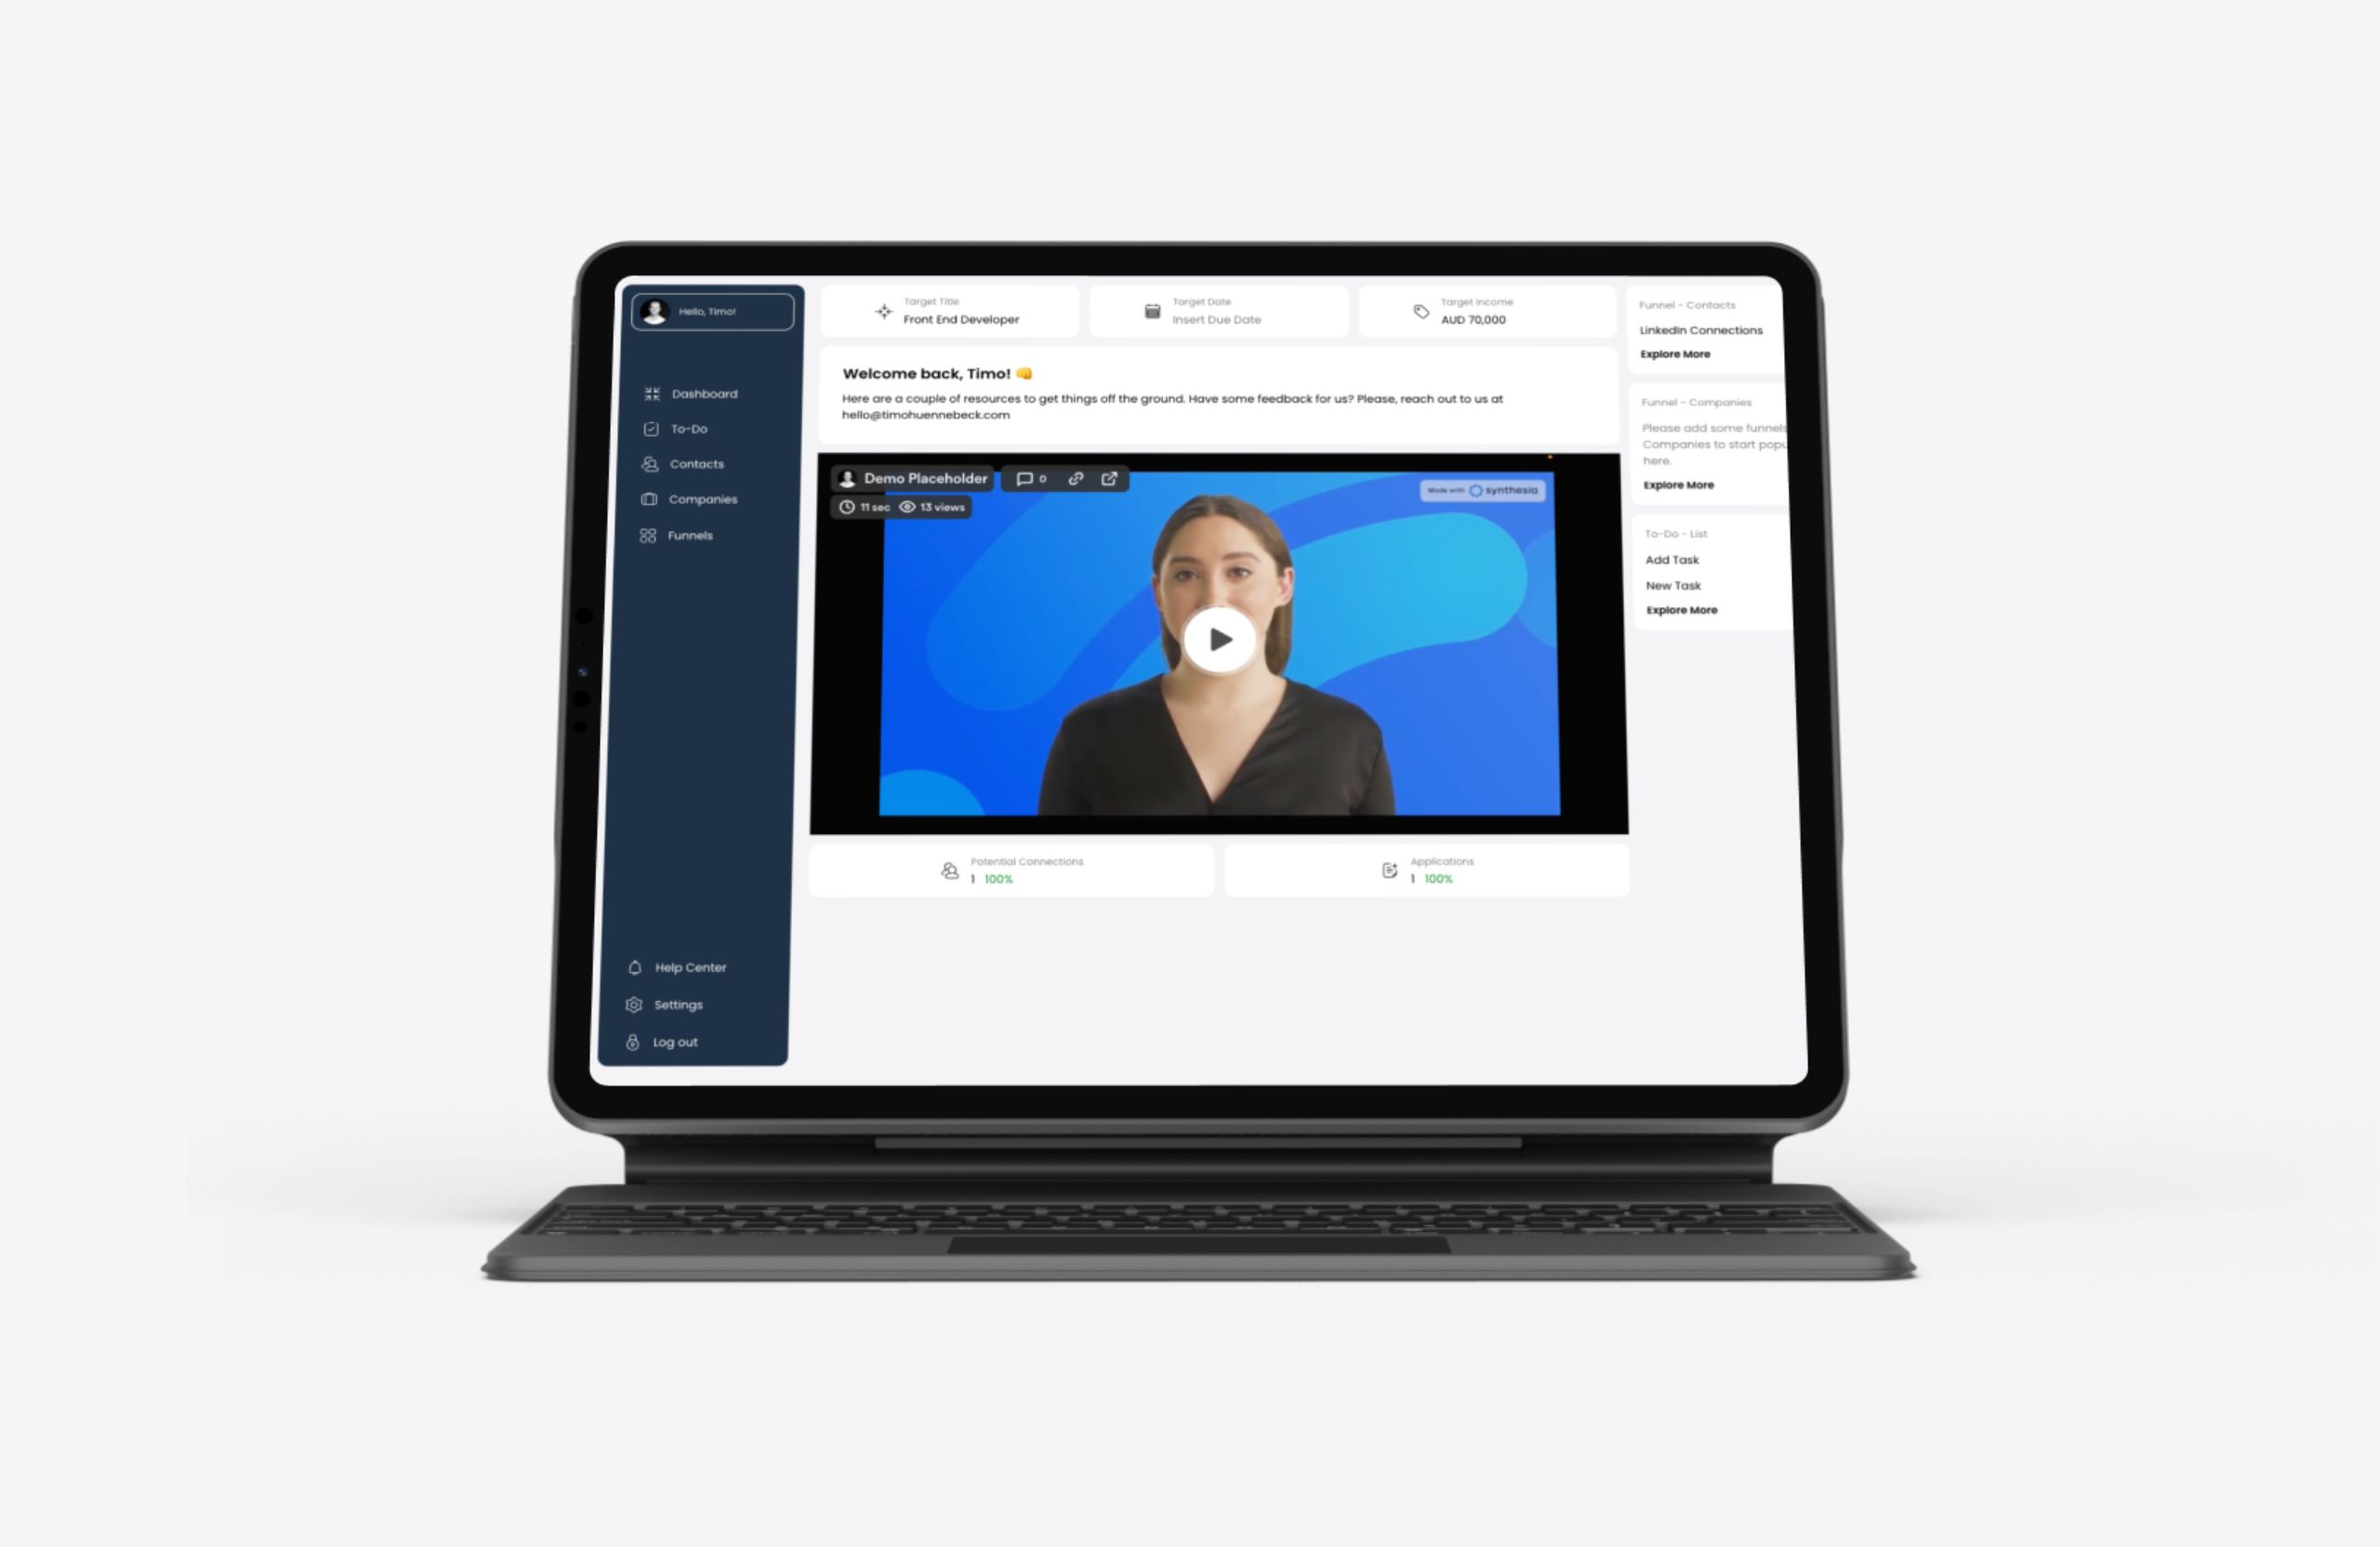 Hello, Timo!
Dashboard
To-Do
Contacts
Companies
Funnels
Help Center
Settings
Log out
Target Title
Front End Developer
Target Date
Insert Due Date
Target Income
AUD 70,000
Welcome back, Timo! 👊
Here are a couple of resources to get things off the ground. Have some feedback for us? Please, reach out to us at
hello@timohuennebeck.com
Demo Placeholder
0
11 sec 13 views
Made with synthesia
Potential Connections
1 100%
Applications
1 100%
Funnel - Contacts
LinkedIn Connections
Explore More
Funnel - Companies
Please add some funnels
Companies to start popu
here.
Explore More
To-Do - List
Add Task
New Task
Explore More